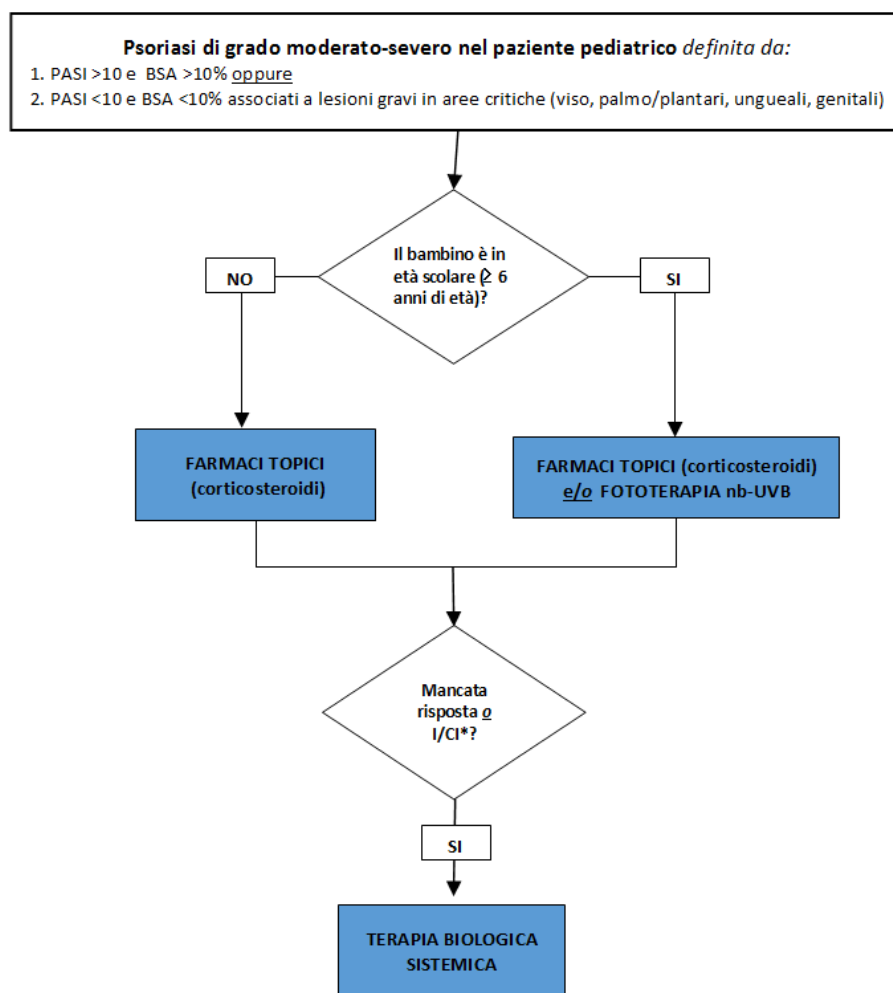 Psoriasi di grado moderato-severo nel paziente pediatrico definita da:
1. PASI >10 e BSA >10% oppure
2. PASI <10 e BSA <10% associati a lesioni gravi in aree critiche (viso, palmo/plantari, ungueali, genitali)
Il bambino è in
età scolare (≥ 6
anni di età)?
NO
SI
FARMACI TOPICI
(corticosteroidi)
FARMACI TOPICI (corticosteroidi)
e/o FOTOTERAPIA nb-UVB
Mancata
risposta o
I/CI*?
SI
TERAPIA BIOLOGICA
SISTEMICA